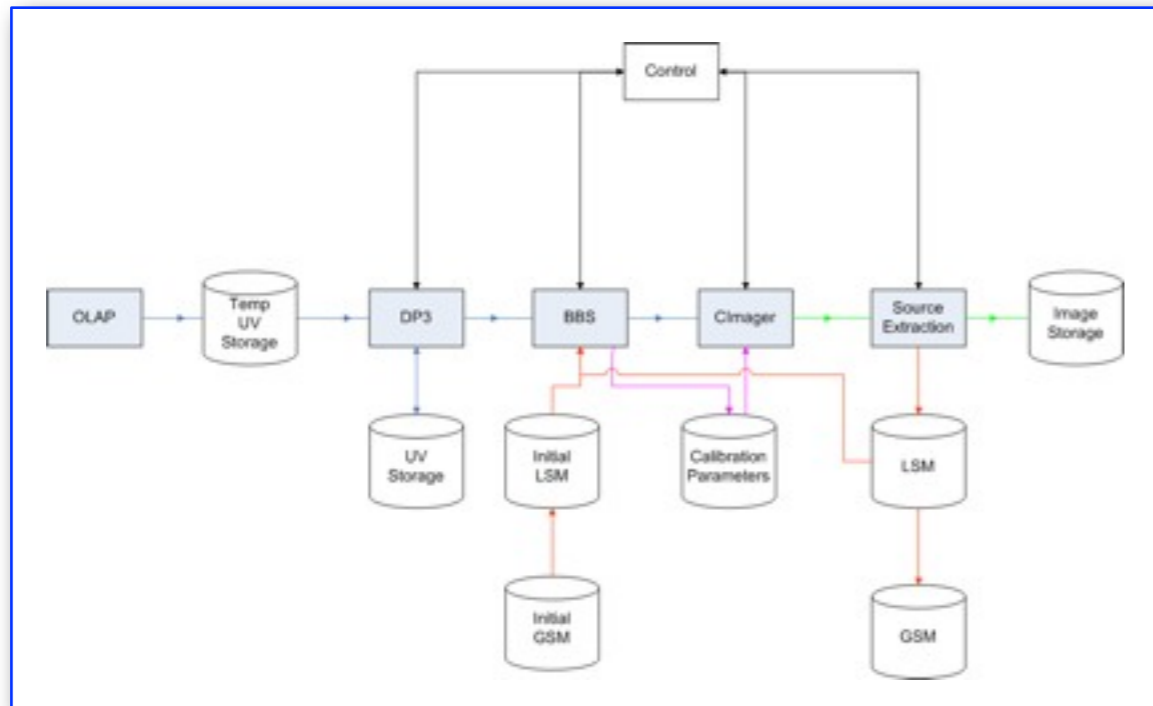 Control
OLAP
Temp
UV
Storage
DP3
BBS
CImager
Source
Extraction
Image
Storage
UV
Storage
Initial
LSM
Calibration
Parameters
LSM
Initial
GSM
GSM